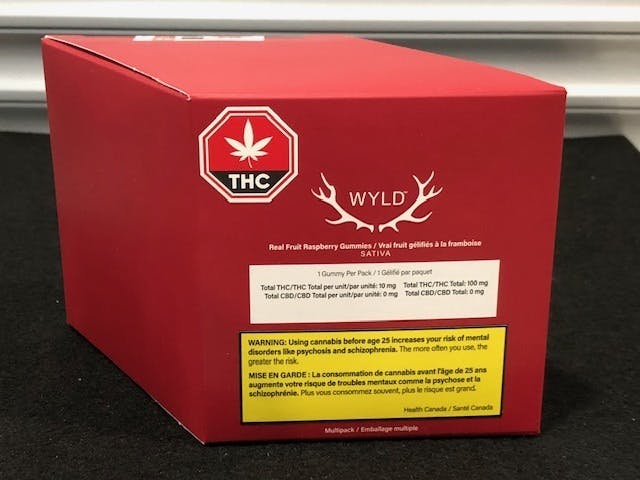 THC
WYLD™
Real Fruit Raspberry Gummies / Vrai fruit gélifiés à la framboise
SATIVA
1 Gummy Per Pack / 1 Gélifié par paquet
Total THC/THC Total per unit/par unité: 10 mg Total THC/THC Total: 100 mg
Total CBD/CBD Total per unit/par unité: 0 mg Total CBD/CBD Total: 0 mg
WARNING: Using cannabis before age 25 increases your risk of mental
disorders like psychosis and schizophrenia. The more often you use, the
greater the risk.
MISE EN GARDE : La consommation de cannabis avant l'âge de 25 ans
augmente votre risque de troubles mentaux comme la psychose et la
schizophrénie. Plus vous consommez souvent, plus le risque est grand.
Health Canada / Santé Canada
Multipack / Emballage multiple